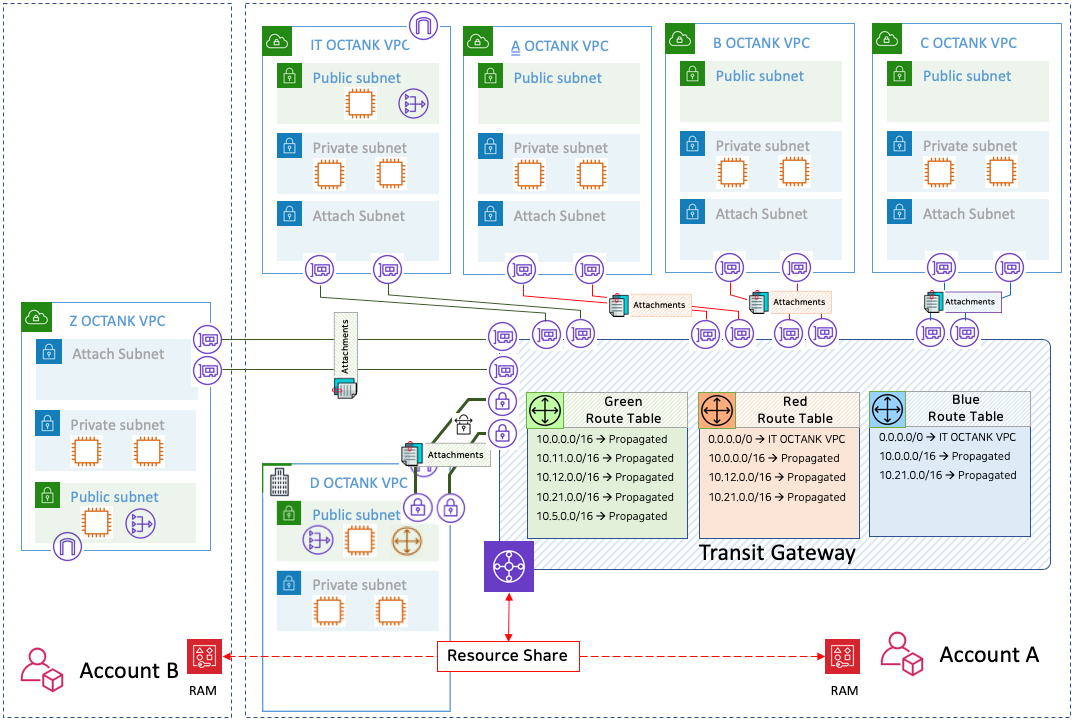 IT OCTANK VPC
Public subnet
Private subnet
Attach Subnet
A OCTANK VPC
Public subnet
Private subnet
Attach Subnet
B OCTANK VPC
Public subnet
Private subnet
Attach Subnet
C OCTANK VPC
Public subnet
Private subnet
Attach Subnet
Attachments
Attachments
Attachments
Z OCTANK VPC
Attach Subnet
Private subnet
Public subnet
Attachments
Attachments
D OCTANK VPC
Public subnet
Private subnet
Green
Route Table
10.0.0.0/16 → Propagated
10.11.0.0/16 → Propagated
10.12.0.0/16 → Propagated
10.21.0.0/16 → Propagated
10.5.0.0/16 → Propagated
Red
Route Table
0.0.0.0/0 → IT OCTANK VPC
10.0.0.0/16 → Propagated
10.12.0.0/16 → Propagated
10.21.0.0/16 → Propagated
Blue
Route Table
0.0.0.0/0 → IT OCTANK VPC
10.0.0.0/16 → Propagated
10.21.0.0/16 → Propagated
Transit Gateway
Resource Share
Account B
RAM
RAM
Account A